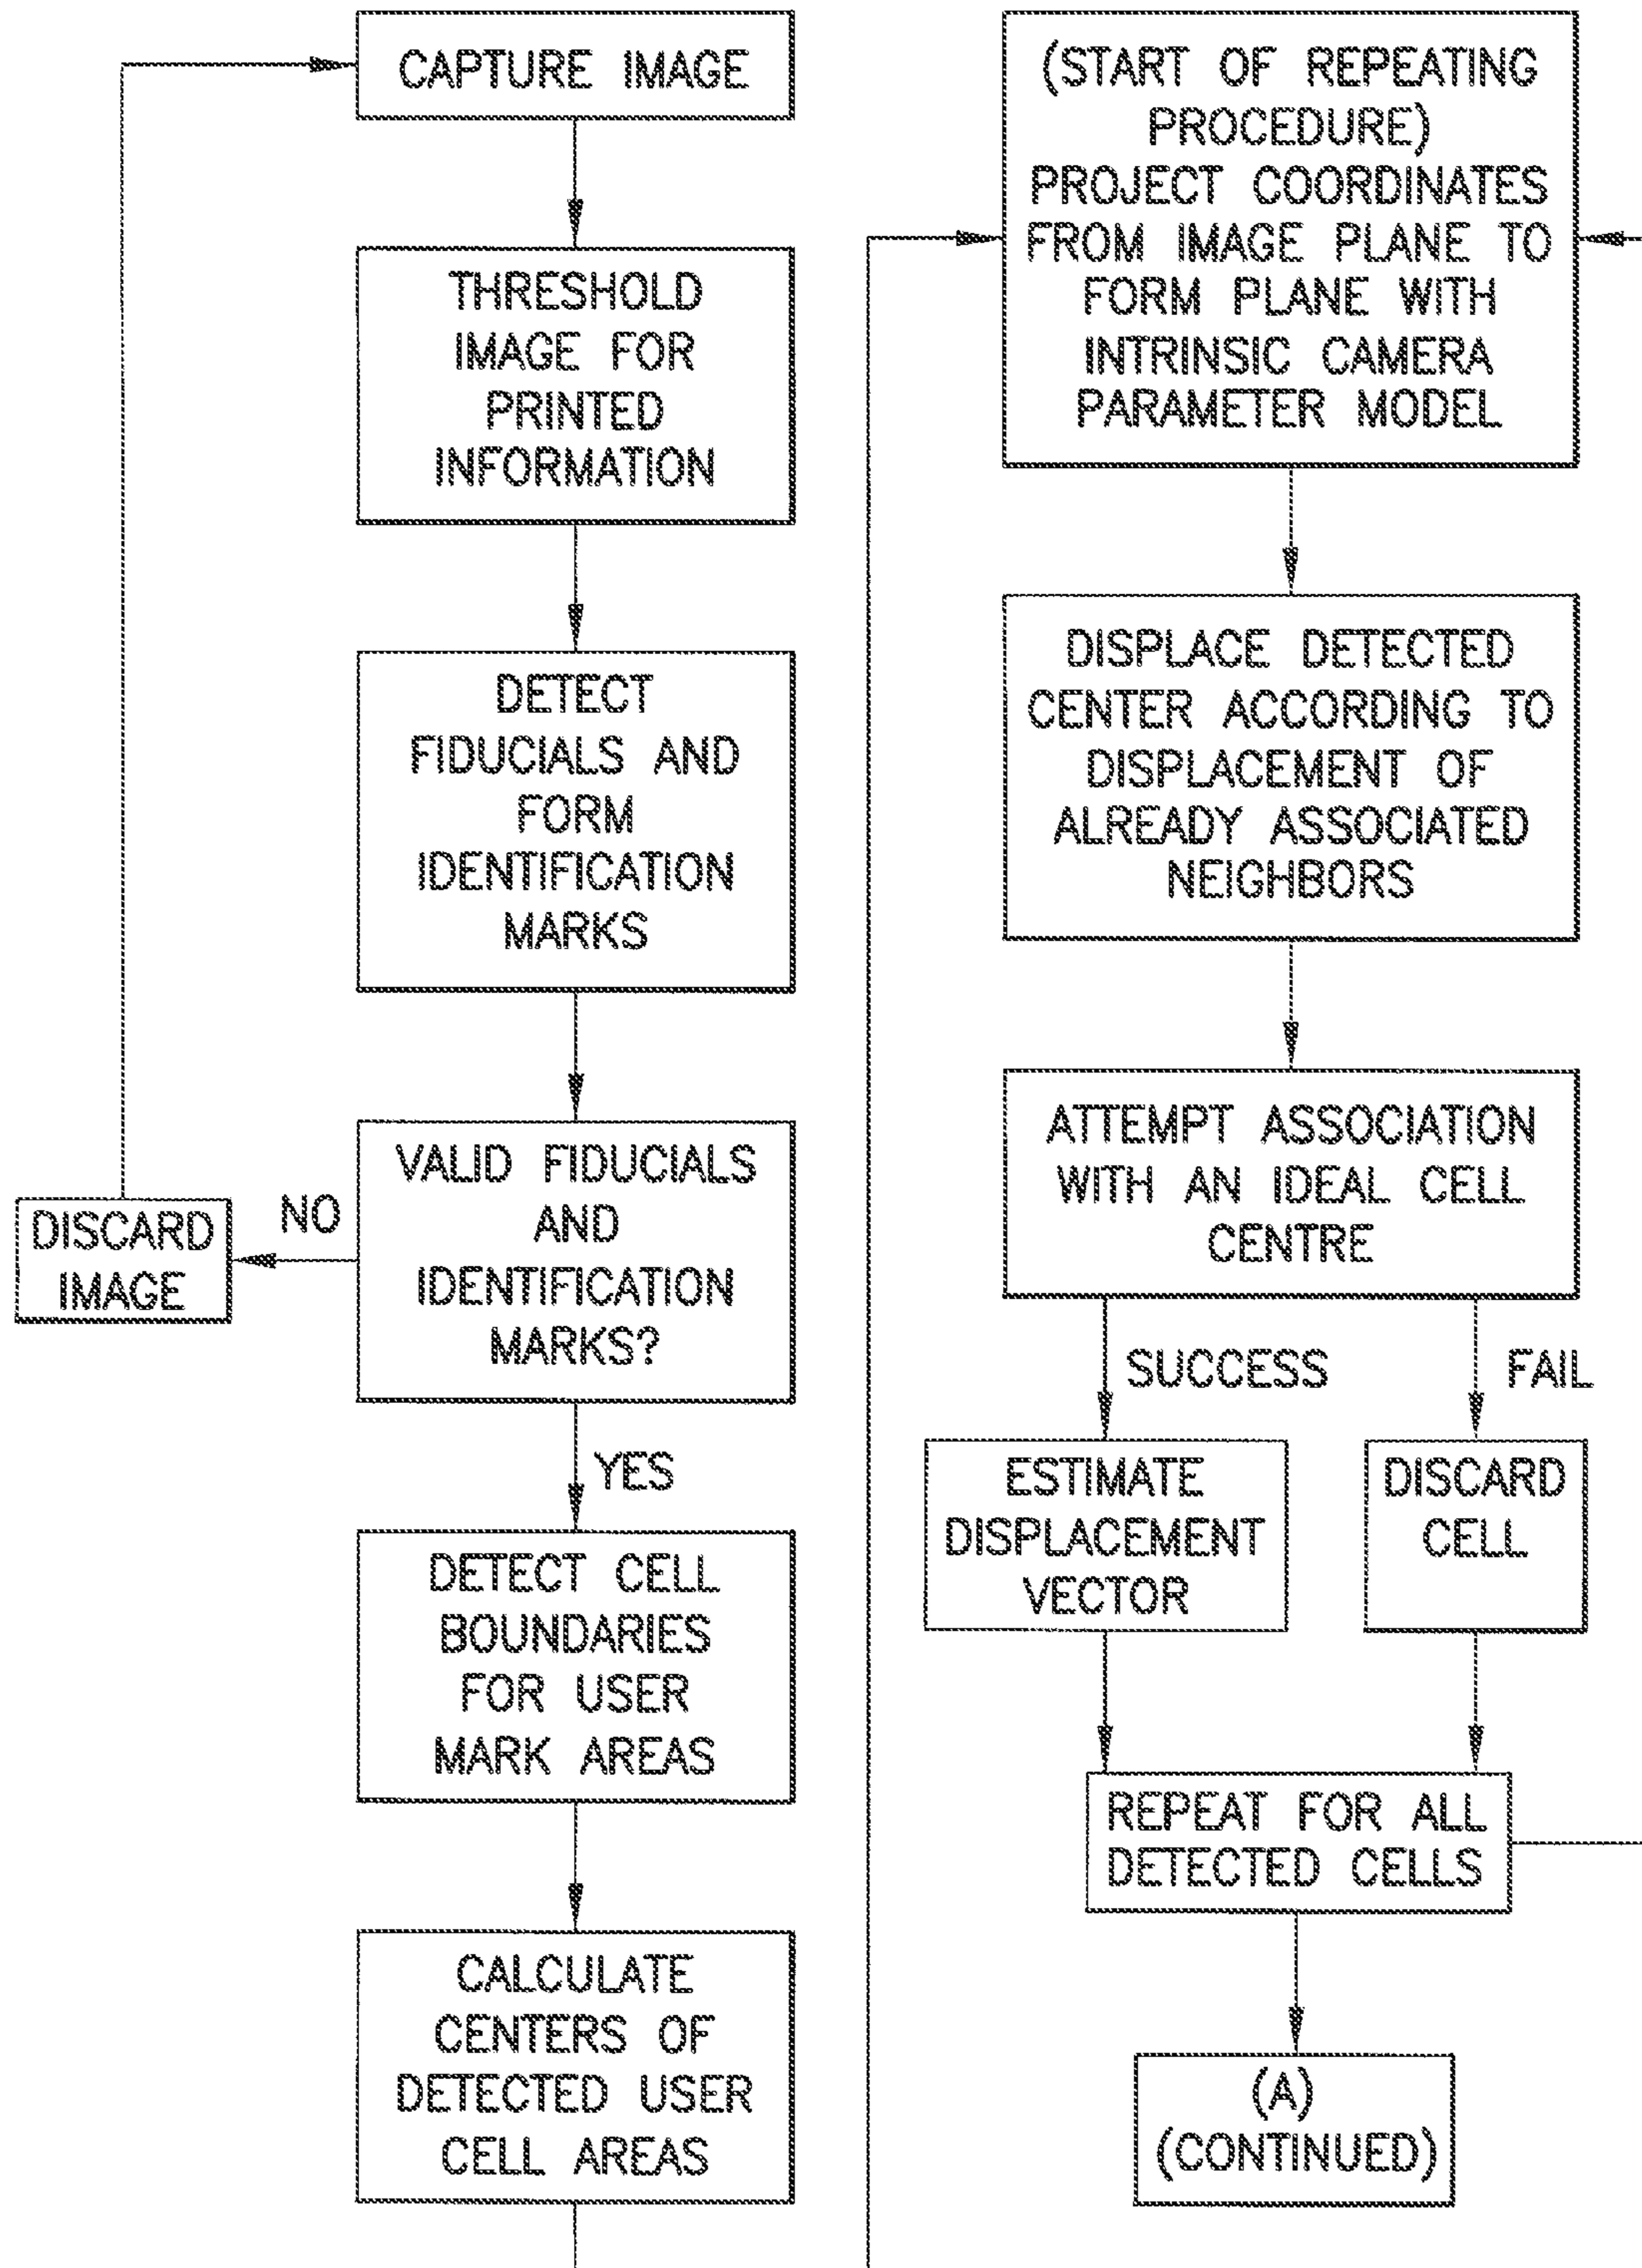 CAPTURE IMAGE
THRESHOLD
IMAGE FOR
PRINTED
INFORMATION
DETECT
FIDUCIALS AND
FORM
IDENTIFICATION
MARKS
VALID FIDUCIALS
AND
IDENTIFICATION
MARKS?
NO
DISCARD
IMAGE
YES
DETECT CELL
BOUNDARIES
FOR USER
MARK AREAS
CALCULATE
CENTERS OF
DETECTED USER
CELL AREAS
(START OF REPEATING
PROCEDURE)
PROJECT COORDINATES
FROM IMAGE PLANE TO
FORM PLANE WITH
INTRINSIC CAMERA
PARAMETER MODEL
DISPLACE DETECTED
CENTER ACCORDING TO
DISPLACEMENT OF
ALREADY ASSOCIATED
NEIGHBORS
ATTEMPT ASSOCIATION
WITH AN IDEAL CELL
CENTRE
SUCCESS
FAIL
ESTIMATE
DISPLACEMENT
VECTOR
DISCARD
CELL
REPEAT FOR ALL
DETECTED CELLS
(A)
(CONTINUED)